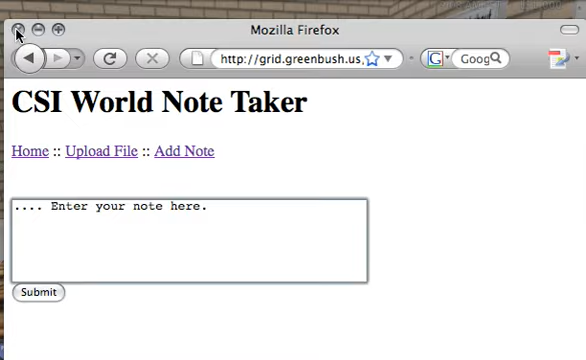 Mozilla Firefox
http://grid.greenbush.us,
G
Goog
CSI World Note Taker
Home :: Upload File :: Add Note
.... Enter your note here.
Submit